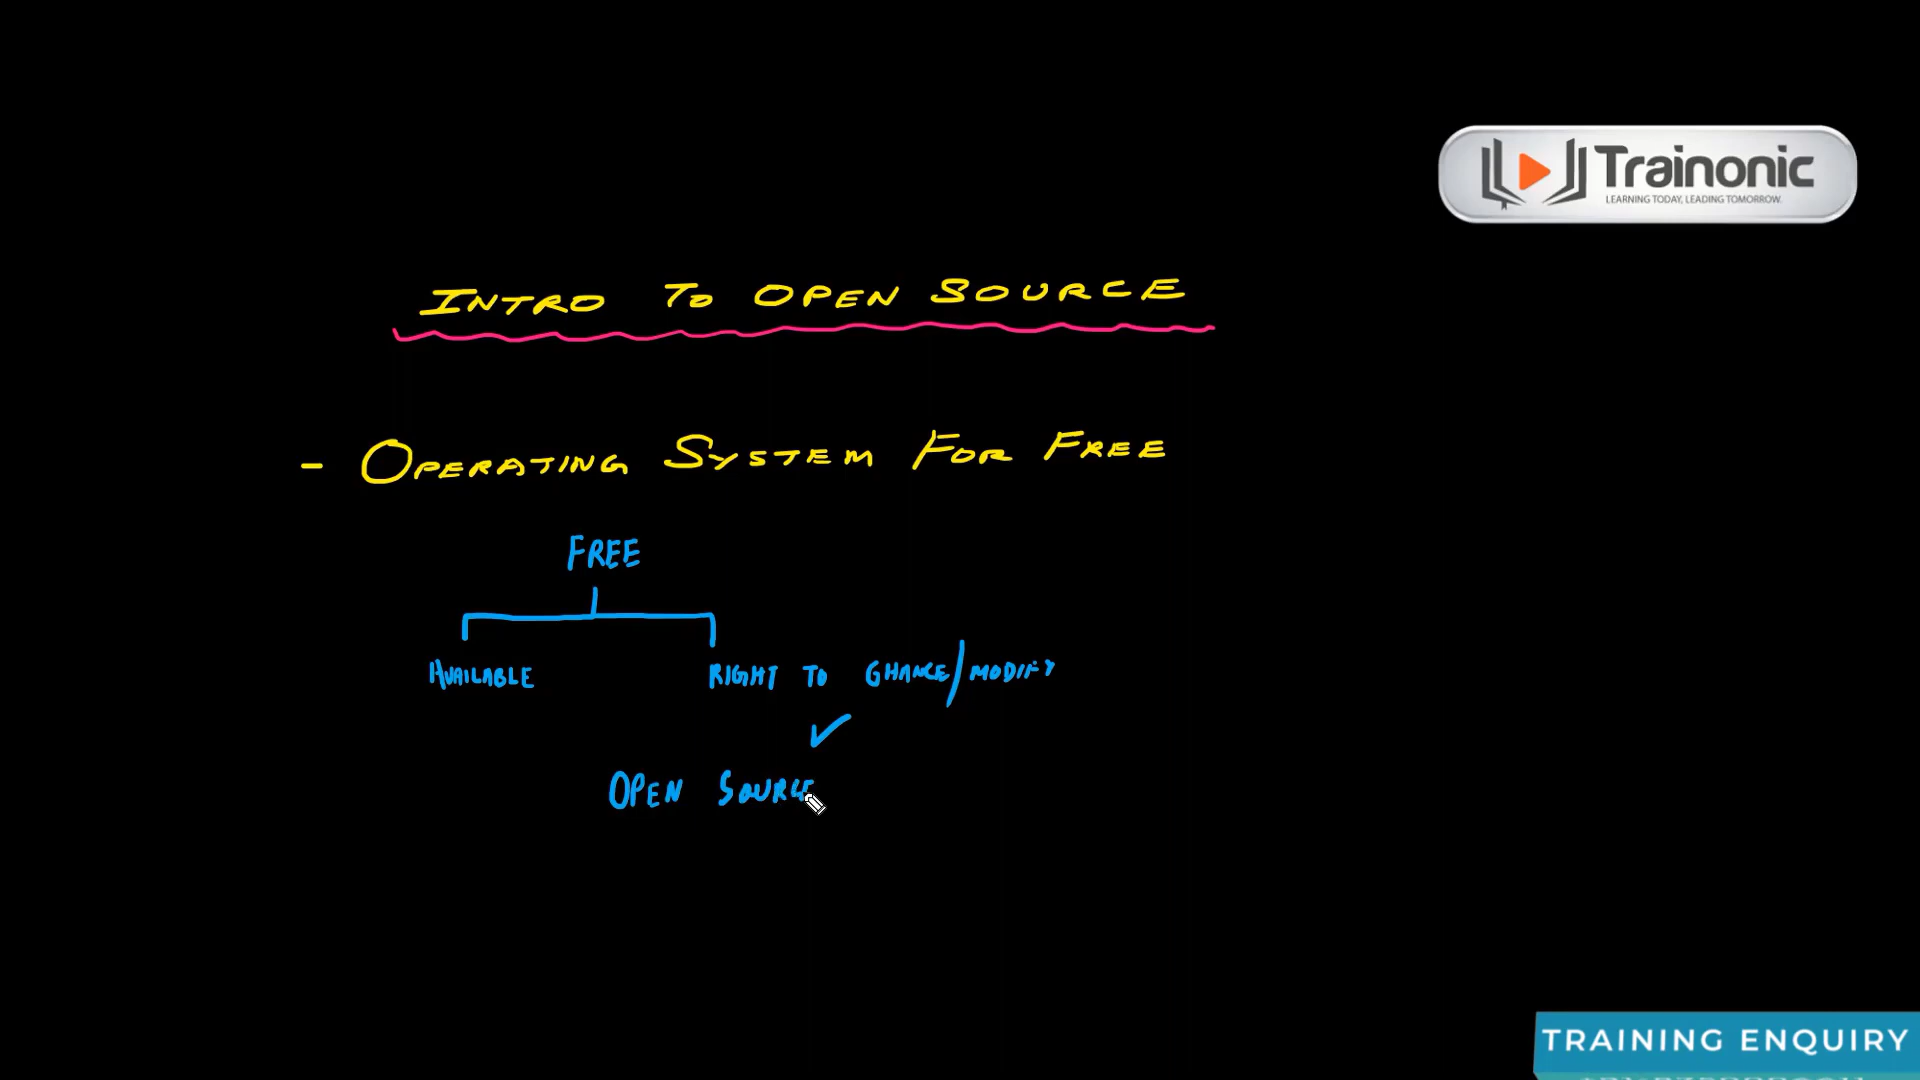 Trainonic
LEARNING TODAY, LEADING TOMORROW.
INTRO TO OPEN SOURCE
- OPERATING SYSTEM FOR FREE
FREE
AVAILABLE RIGHT TO CHANGE/MODIFY
OPEN SOURCE
TRAINING ENQUIRY